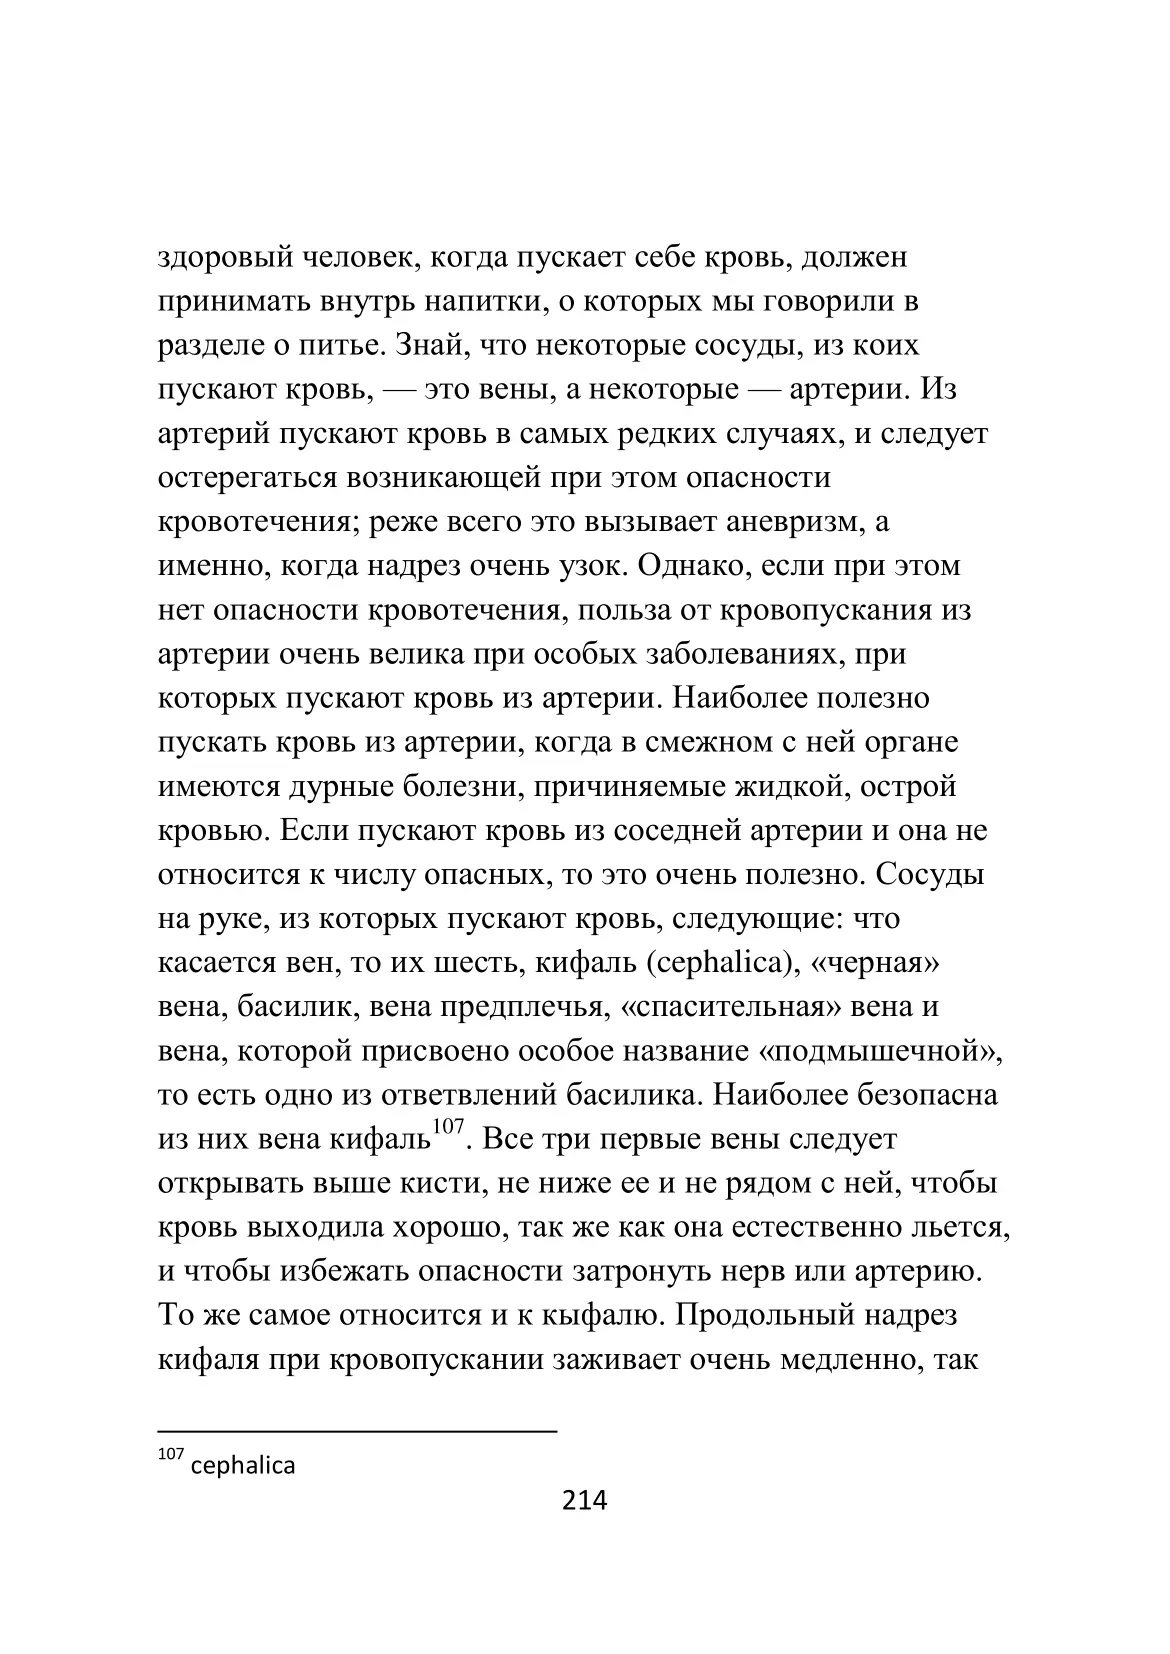 здоровый человек, когда пускает себе кровь, должен
принимать внутрь напитки, о которых мы говорили в
разделе о питье. Знай, что некоторые сосуды, из коих
пускают кровь, — это вены, а некоторые — артерии. Из
артерий пускают кровь в самых редких случаях, и следует
остерегаться возникающей при этом опасности
кровотечения; реже всего это вызывает аневризм, а
именно, когда надрез очень узок. Однако, если при этом
нет опасности кровотечения, польза от кровопускания из
артерии очень велика при особых заболеваниях, при
которых пускают кровь из артерии. Наиболее полезно
пускать кровь из артерии, когда в смежном с ней органе
имеются дурные болезни, причиняемые жидкой, острой
кровью. Если пускают кровь из соседней артерии и она не
относится к числу опасных, то это очень полезно. Сосуды
на руке, из которых пускают кровь, следующие: что
касается вен, то их шесть, кифаль (cephalica), «черная»
вена, басилик, вена предплечья, «спасительная» вена и
вена, которой присвоено особое название «подмышечной»,
то есть одно из ответвлений басилика. Наиболее безопасна
из них вена кифаль107. Все три первые вены следует
открывать выше кисти, не ниже ее и не рядом с ней, чтобы
кровь выходила хорошо, так же как она естественно льется,
и чтобы избежать опасности затронуть нерв или артерию.
То же самое относится и к кыфалю. Продольный надрез
кифаля при кровопускании заживает очень медленно, так
107 cephalica
214